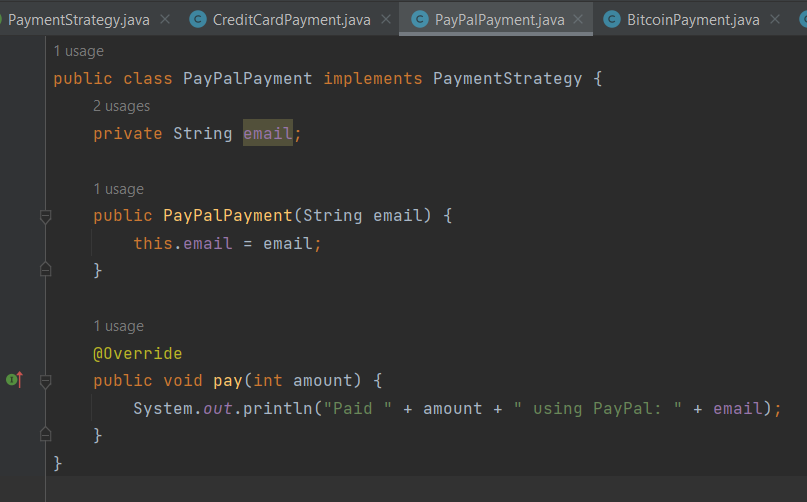 PaymentStrategy.java CreditCardPayment.java PayPalPayment.java BitcoinPayment.java
1 usage
public class PayPalPayment implements PaymentStrategy {
2 usages
private String email;
1 usage
public PayPalPayment(String email) {
this.email = email;
}
1 usage
@Override
public void pay(int amount) {
System.out.println("Paid " + amount + " using PayPal: " + email);
}
}